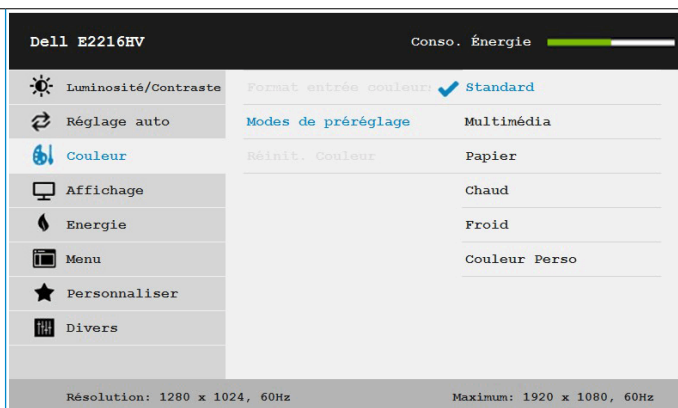 Dell E2216HV Conso. Énergie
Luminosité/Contraste Format entrée couleur: Standard
Réglage auto Modes de préréglage Multimédia
Couleur Réinit. Couleur Papier
Affichage Chaud
Energie Froid
Menu Couleur Perso
Personnaliser
Divers
Résolution: 1280 x 1024, 60Hz Maximum: 1920 x 1080, 60Hz